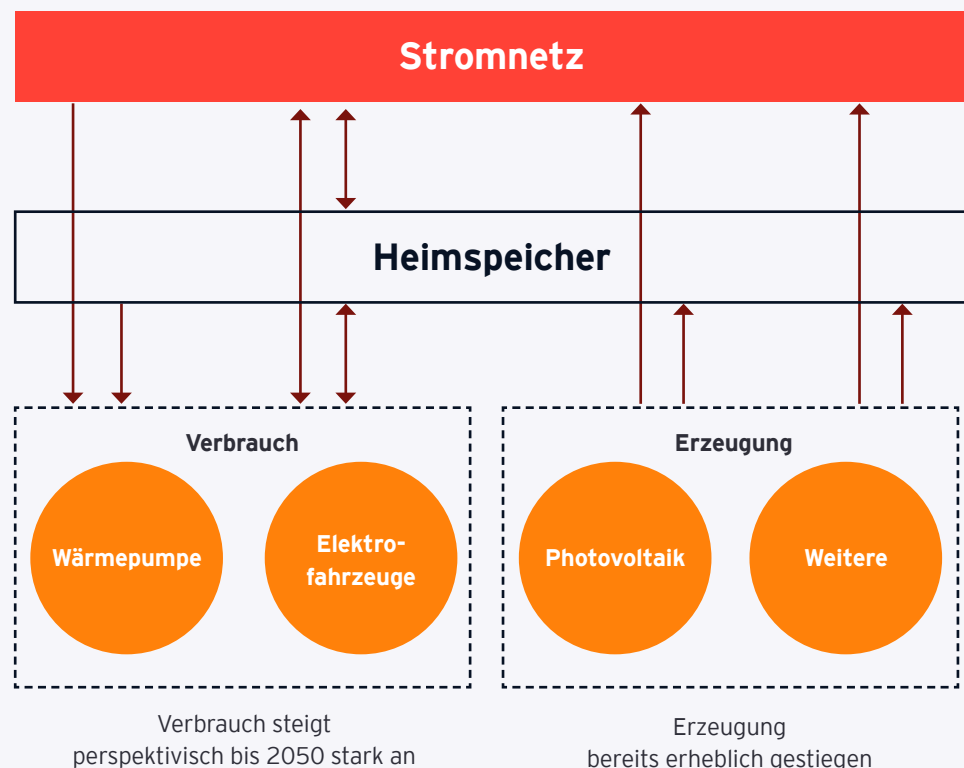 Stromnetz
Heimspeicher
Verbrauch
Wärmepumpe
Elektro-
fahrzeuge
Erzeugung
Photovoltaik
Weitere
Verbrauch steigt
perspektivisch bis 2050 stark an
Erzeugung
bereits erheblich gestiegen